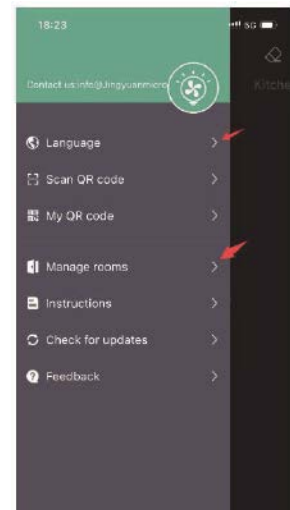 18:23
5G
Contact us:info@Jingyuanmicro
Kitche
Language
Scan QR code
My QR code
Manage rooms
Instructions
Check for updates
Feedback